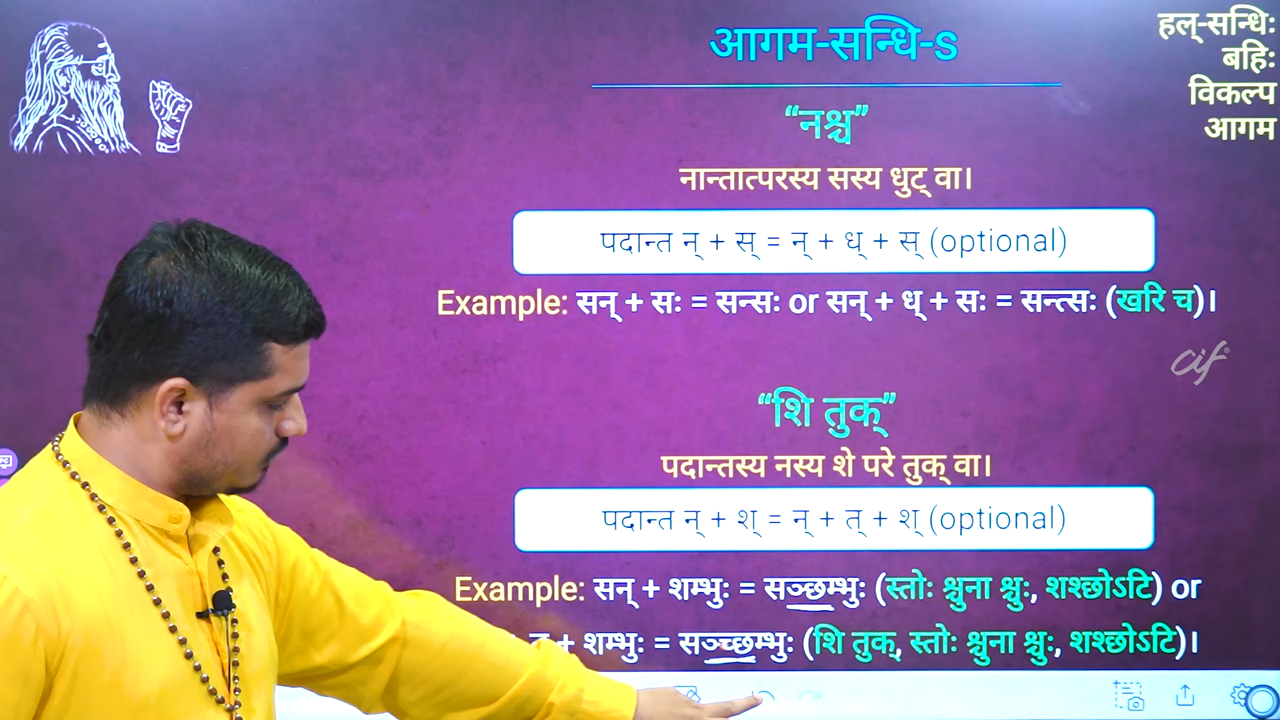 आगम-सन्धि-s
हल्-सन्धिः
बहिः
विकल्प
आगम
“नश्च”
नान्तात्परस्य सस्य धुट् वा।
पदान्त न् + स् = न् + ध् + स् (optional)
Example: सन् + सः = सन्सः or सन् + ध् + सः = सन्त्सः (खरि च)।
cif
“शि तुक्”
पदान्तस्य नस्य शे परे तुक् वा।
पदान्त न् + श् = न् + त् + श् (optional)
Example: सन् + शम्भुः = सञ्छम्भुः (स्तोः श्चुना श्चुः, शश्छोऽटि) or
+ शम्भुः = सञ्च्छम्भुः (शि तुक्, स्तोः श्चुना श्चुः, शश्छोऽटि)।